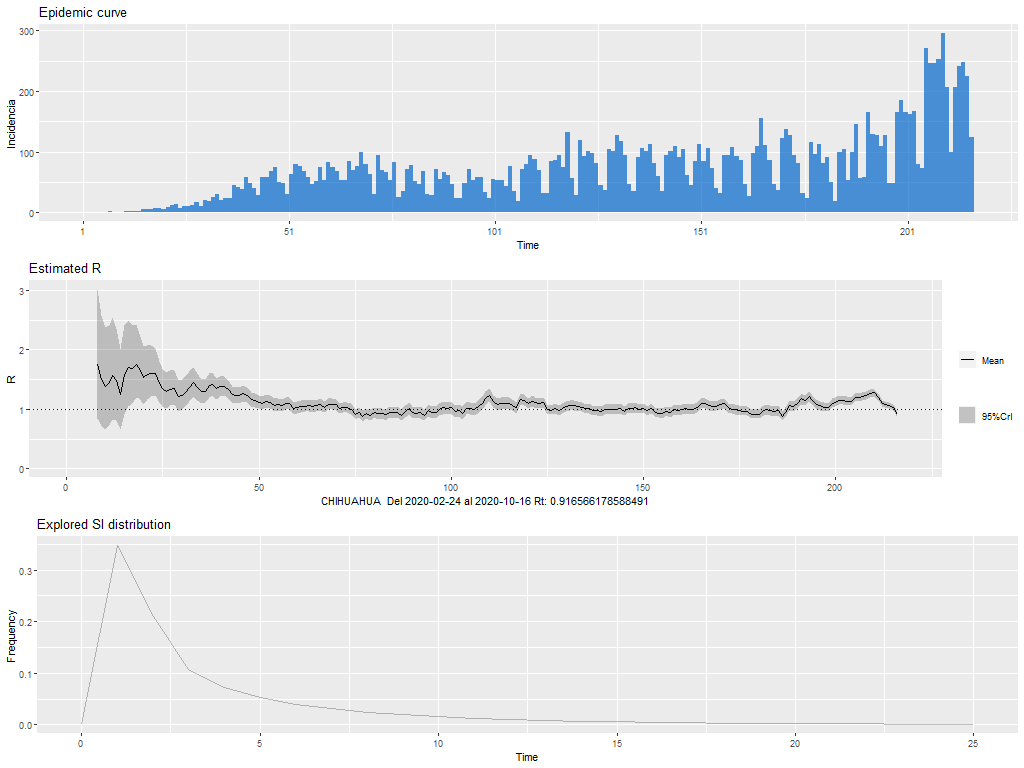 Epidemic curve
300
200
100
0
Incidencia
1 51 101 151 201
Time
Estimated R
3
2
1
0
R
Mean
95%CrI
0 50 100 150 200
CHIHUAHUA Del 2020-02-24 al 2020-10-16 Rt: 0.916566178588491
Explored SI distribution
0.3
0.2
0.1
0.0
Frequency
0 5 10 15 20 25
Time